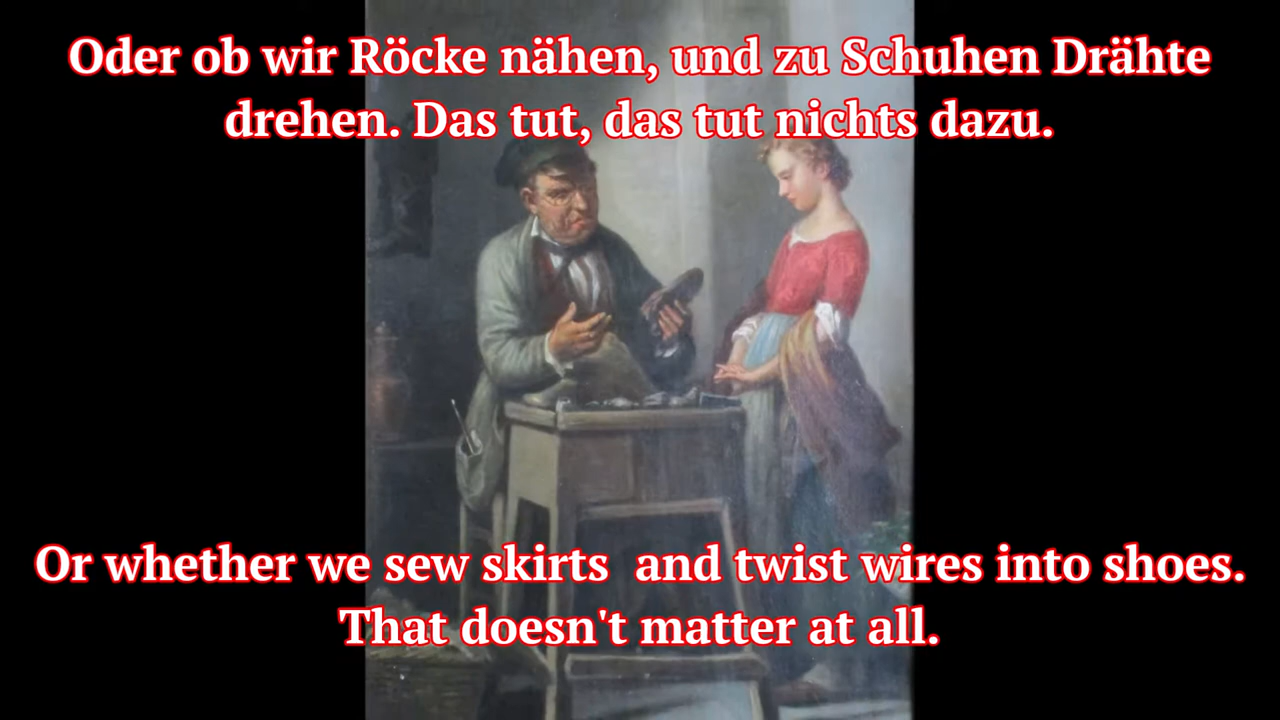 Oder ob wir Röcke nähen, und zu Schuhen Drähte
drehen. Das tut, das tut nichts dazu.
Or whether we sew skirts  and twist wires into shoes.
That doesn't matter at all.